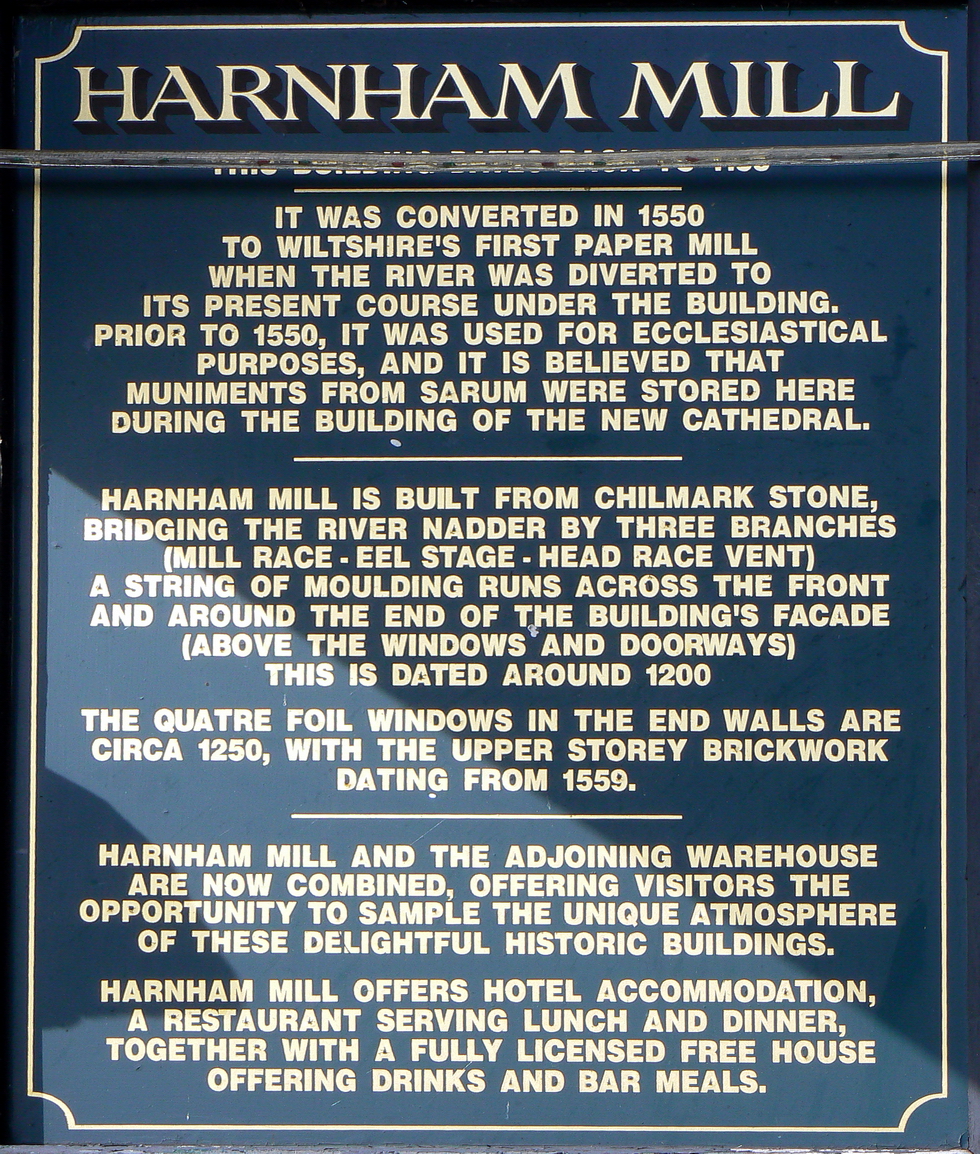 HARNHAM MILL
THIS BUILDING DATES BACK TO
IT WAS CONVERTED IN 1550
TO WILTSHIRE'S FIRST PAPER MILL
WHEN THE RIVER WAS DIVERTED TO
ITS PRESENT COURSE UNDER THE BUILDING.
PRIOR TO 1550, IT WAS USED FOR ECCLESIASTICAL
PURPOSES, AND IT IS BELIEVED THAT
MUNIMENTS FROM SARUM WERE STORED HERE
DURING THE BUILDING OF THE NEW CATHEDRAL.
HARNHAM MILL IS BUILT FROM CHILMARK STONE,
BRIDGING THE RIVER NADDER BY THREE BRANCHES
(MILL RACE - EEL STAGE - HEAD RACE VENT)
A STRING OF MOULDING RUNS ACROSS THE FRONT
AND AROUND THE END OF THE BUILDING'S FACADE
(ABOVE THE WINDOWS AND DOORWAYS)
THIS IS DATED AROUND 1200
THE QUATRE FOIL WINDOWS IN THE END WALLS ARE
CIRCA 1250, WITH THE UPPER STOREY BRICKWORK
DATING FROM 1559.
HARNHAM MILL AND THE ADJOINING WAREHOUSE
ARE NOW COMBINED, OFFERING VISITORS THE
OPPORTUNITY TO SAMPLE THE UNIQUE ATMOSPHERE
OF THESE DELIGHTFUL HISTORIC BUILDINGS.
HARNHAM MILL OFFERS HOTEL ACCOMMODATION,
A RESTAURANT SERVING LUNCH AND DINNER,
TOGETHER WITH A FULLY LICENSED FREE HOUSE
OFFERING DRINKS AND BAR MEALS.